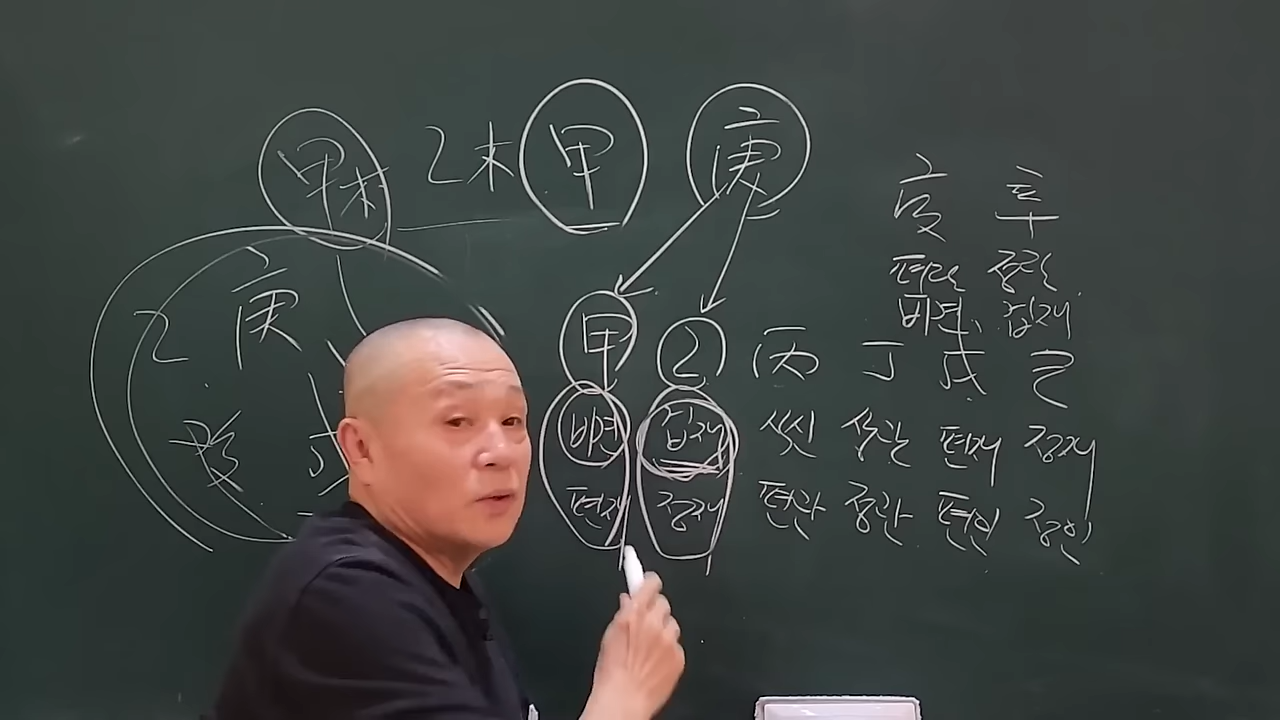 甲木 乙木 甲 庚
庚 辛
편관 정관
비견 겁재
乙 庚
甲 乙 丙 丁 戊 己
비견 겁재 식신 상관 편재 정재
편재 정재 편관 정관 편인 정인